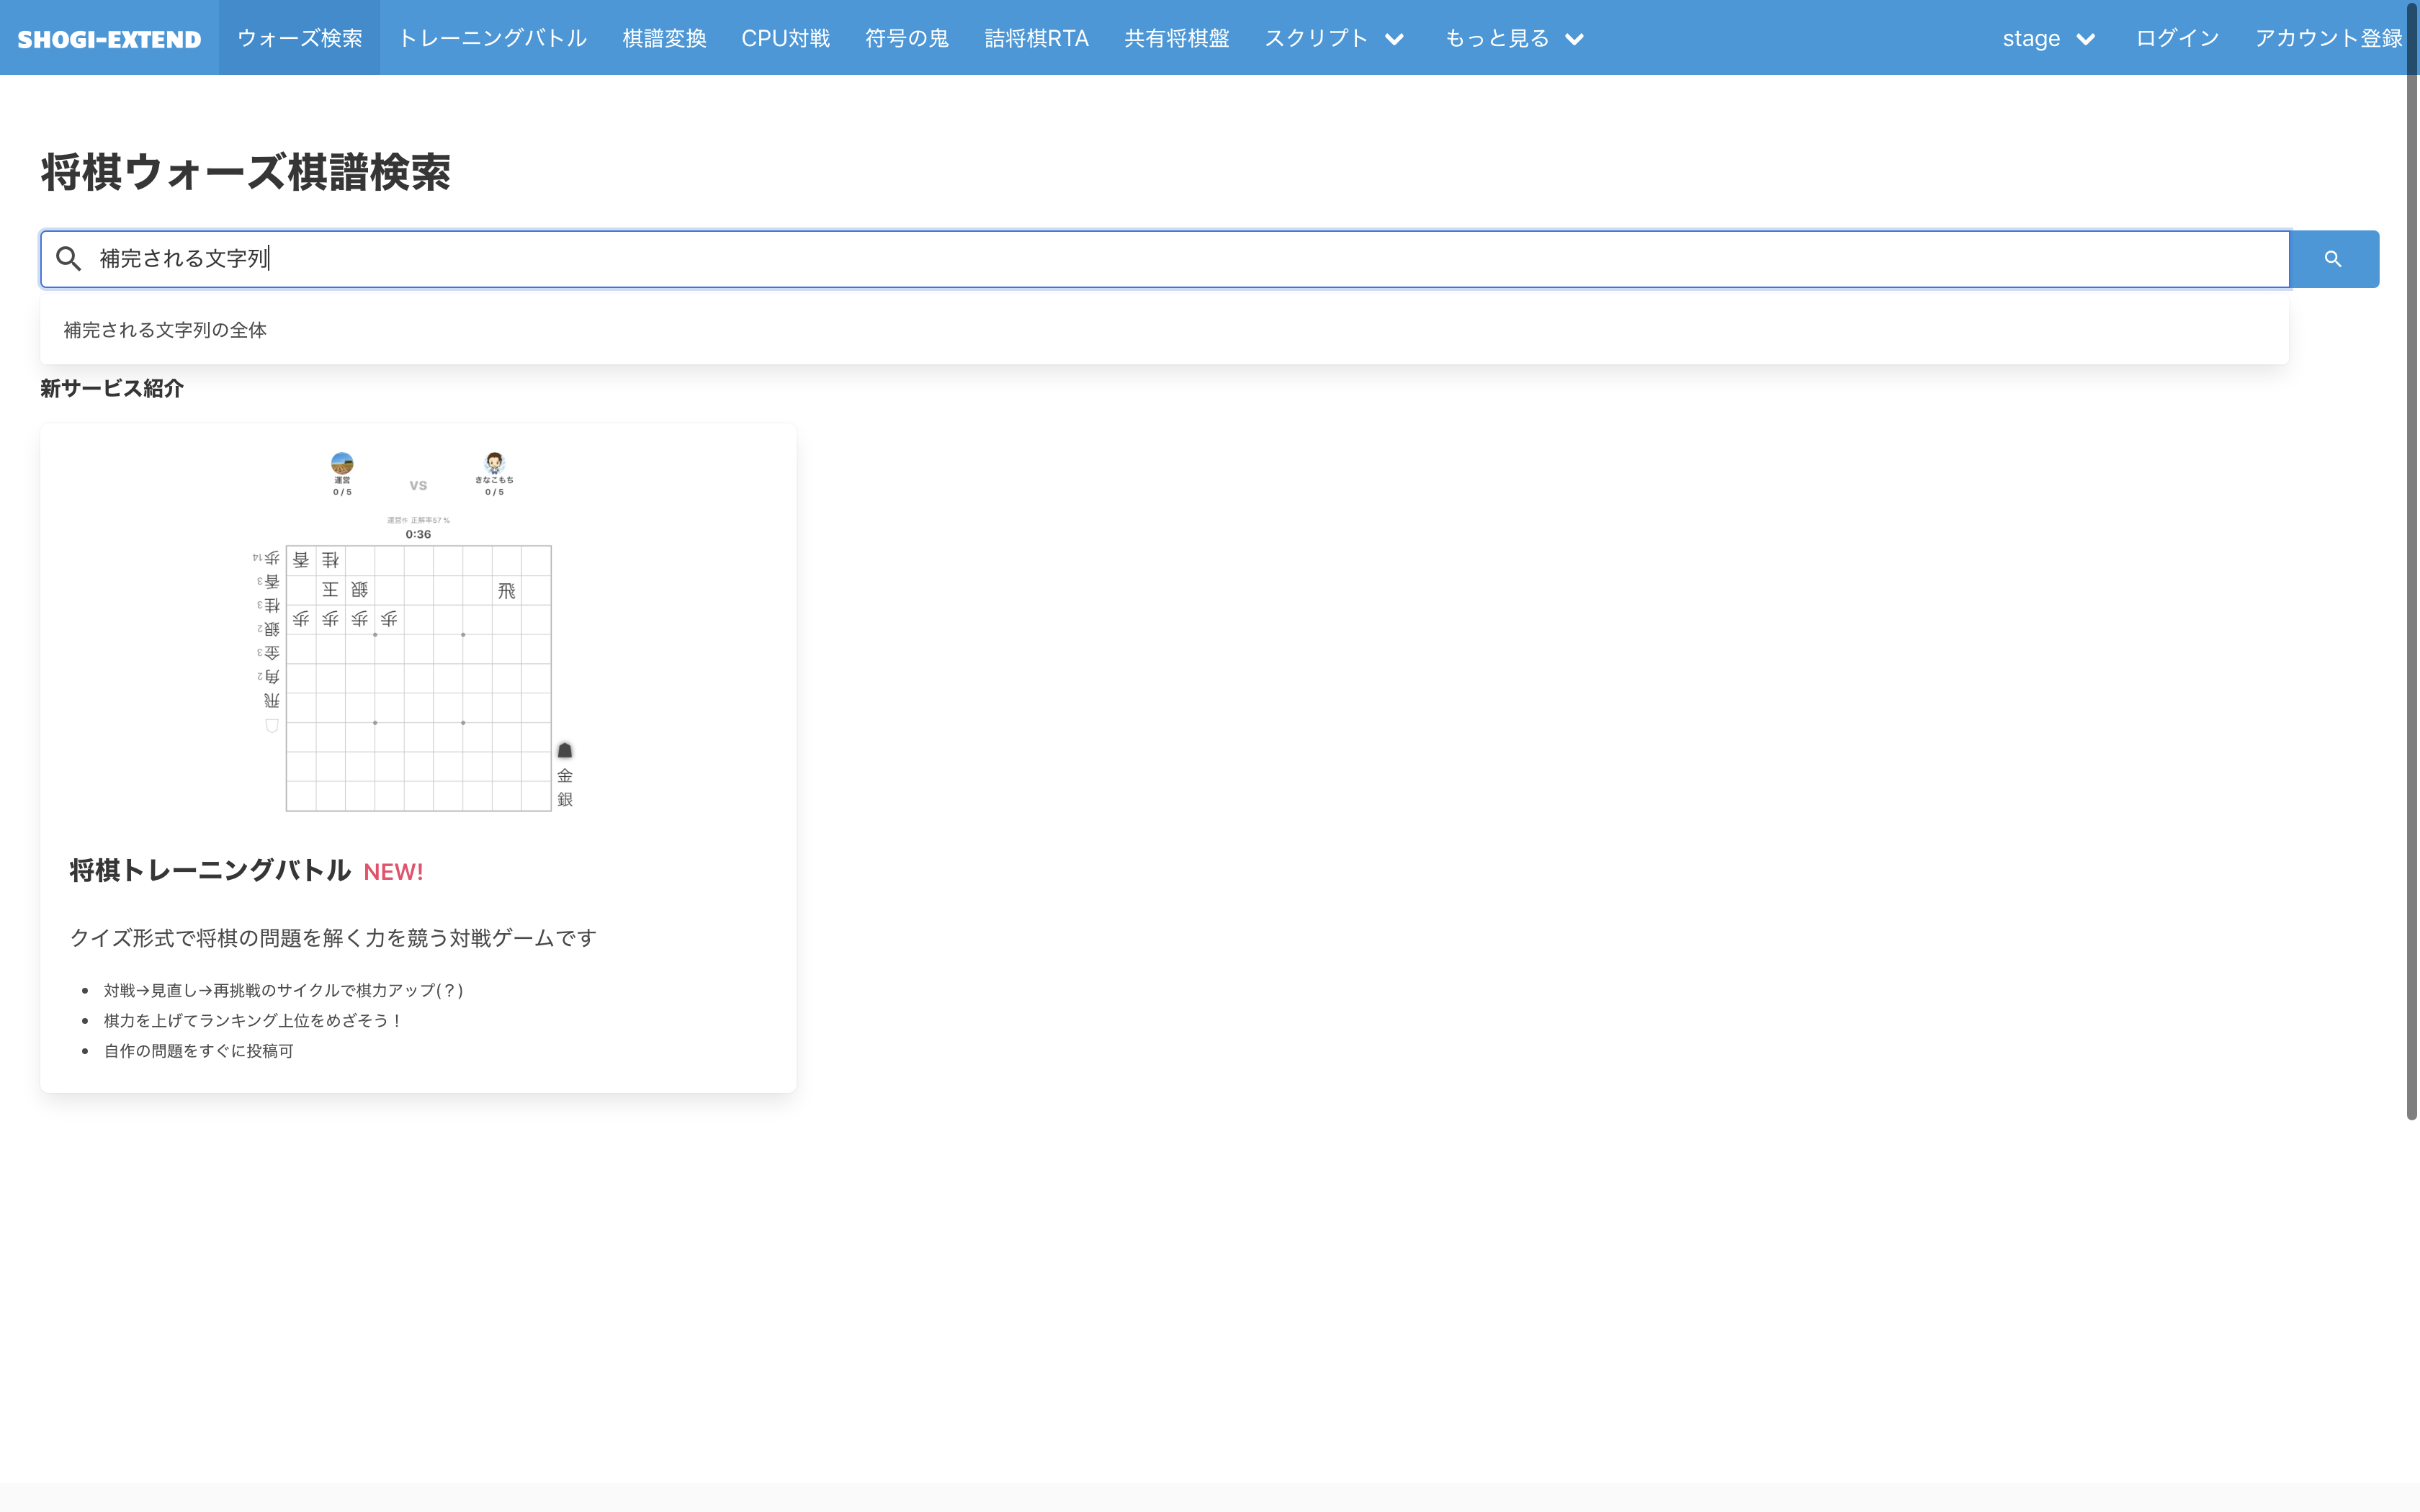 SHOGI-EXTEND ウォーズ検索 トレーニングバトル 棋譜変換 CPU対戦 符号の鬼 詰将棋RTA 共有将棋盤 スクリプト もっと見る stage ログイン アカウント登録
将棋ウォーズ棋譜検索
補完される文字列
補完される文字列の全体
新サービス紹介
運営 きなこもち
0 / 5 VS 0 / 5
運営作 正解率57 %
0:36
歩14 香 桂
香3
桂3 王 銀 飛
銀2 歩 歩 歩 歩
金3
角2
飛
金
銀
将棋トレーニングバトル NEW!
クイズ形式で将棋の問題を解く力を競う対戦ゲームです
• 対戦→見直し→再挑戦のサイクルで棋力アップ(？)
• 棋力を上げてランキング上位をめざそう！
• 自作の問題をすぐに投稿可